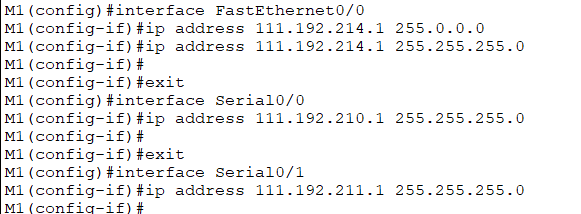 M1(config)#interface FastEthernet0/0
M1(config-if)#ip address 111.192.214.1 255.0.0.0
M1(config-if)#ip address 111.192.214.1 255.255.255.0
M1(config-if)#
M1(config-if)#exit
M1(config)#interface Serial0/0
M1(config-if)#ip address 111.192.210.1 255.255.255.0
M1(config-if)#
M1(config-if)#exit
M1(config)#interface Serial0/1
M1(config-if)#ip address 111.192.211.1 255.255.255.0
M1(config-if)#